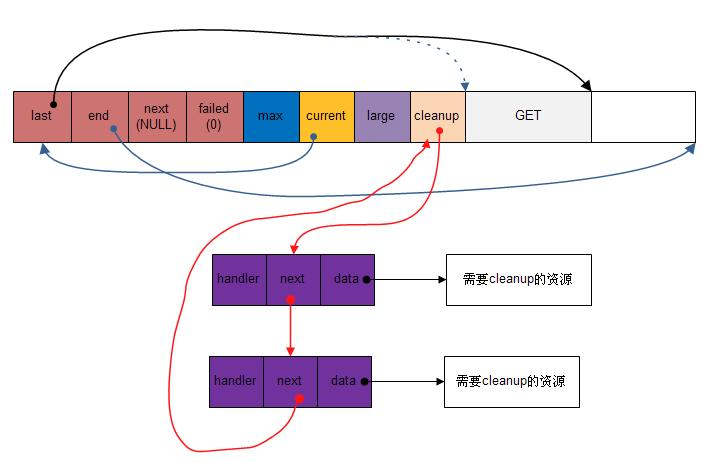 last end next failed max current large cleanup GET
(NULL) (0)
handler next data 需要cleanup的资源
handler next data 需要cleanup的资源